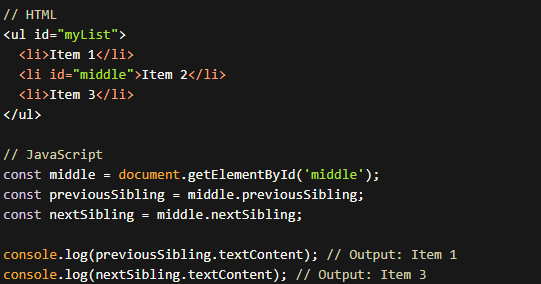 // HTML
<ul id="myList">
  <li>Item 1</li>
  <li id="middle">Item 2</li>
  <li>Item 3</li>
</ul>

// JavaScript
const middle = document.getElementById('middle');
const previousSibling = middle.previousSibling;
const nextSibling = middle.nextSibling;

console.log(previousSibling.textContent); // Output: Item 1
console.log(nextSibling.textContent); // Output: Item 3